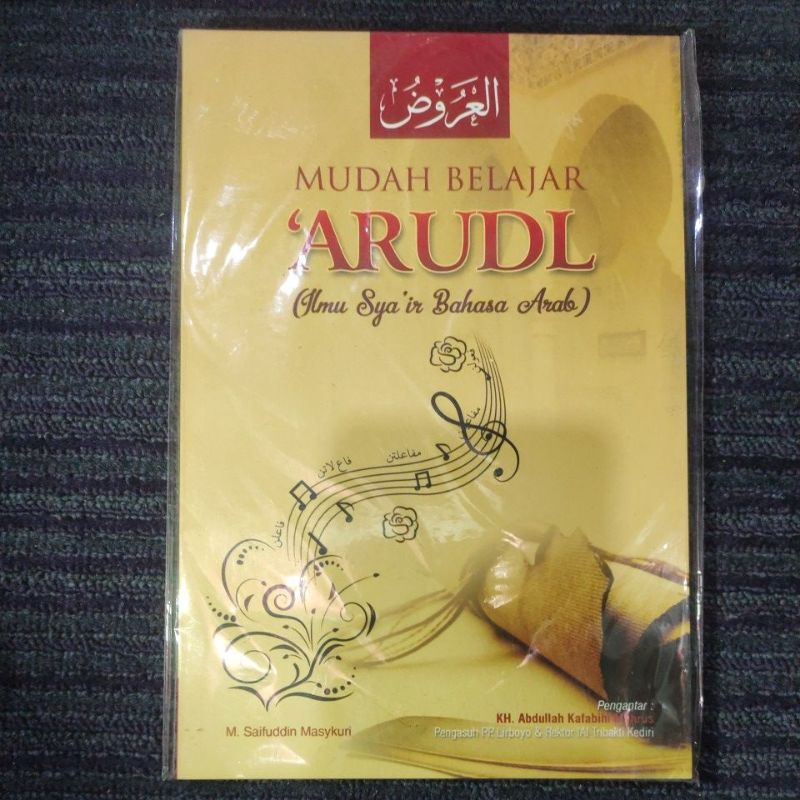 العَرُوضُ
MUDAH BELAJAR
‘ARUDL
(Ilmu Sya'ir Bahasa Arab)
مفاعلتن
فاع لاتن
فاعلن
Pengantar :
KH. Abdullah Kafabihi
M. Saifuddin Masykuri
Pengasuh PP. Lirboyo & Rektor IAI Tribakti Kediri